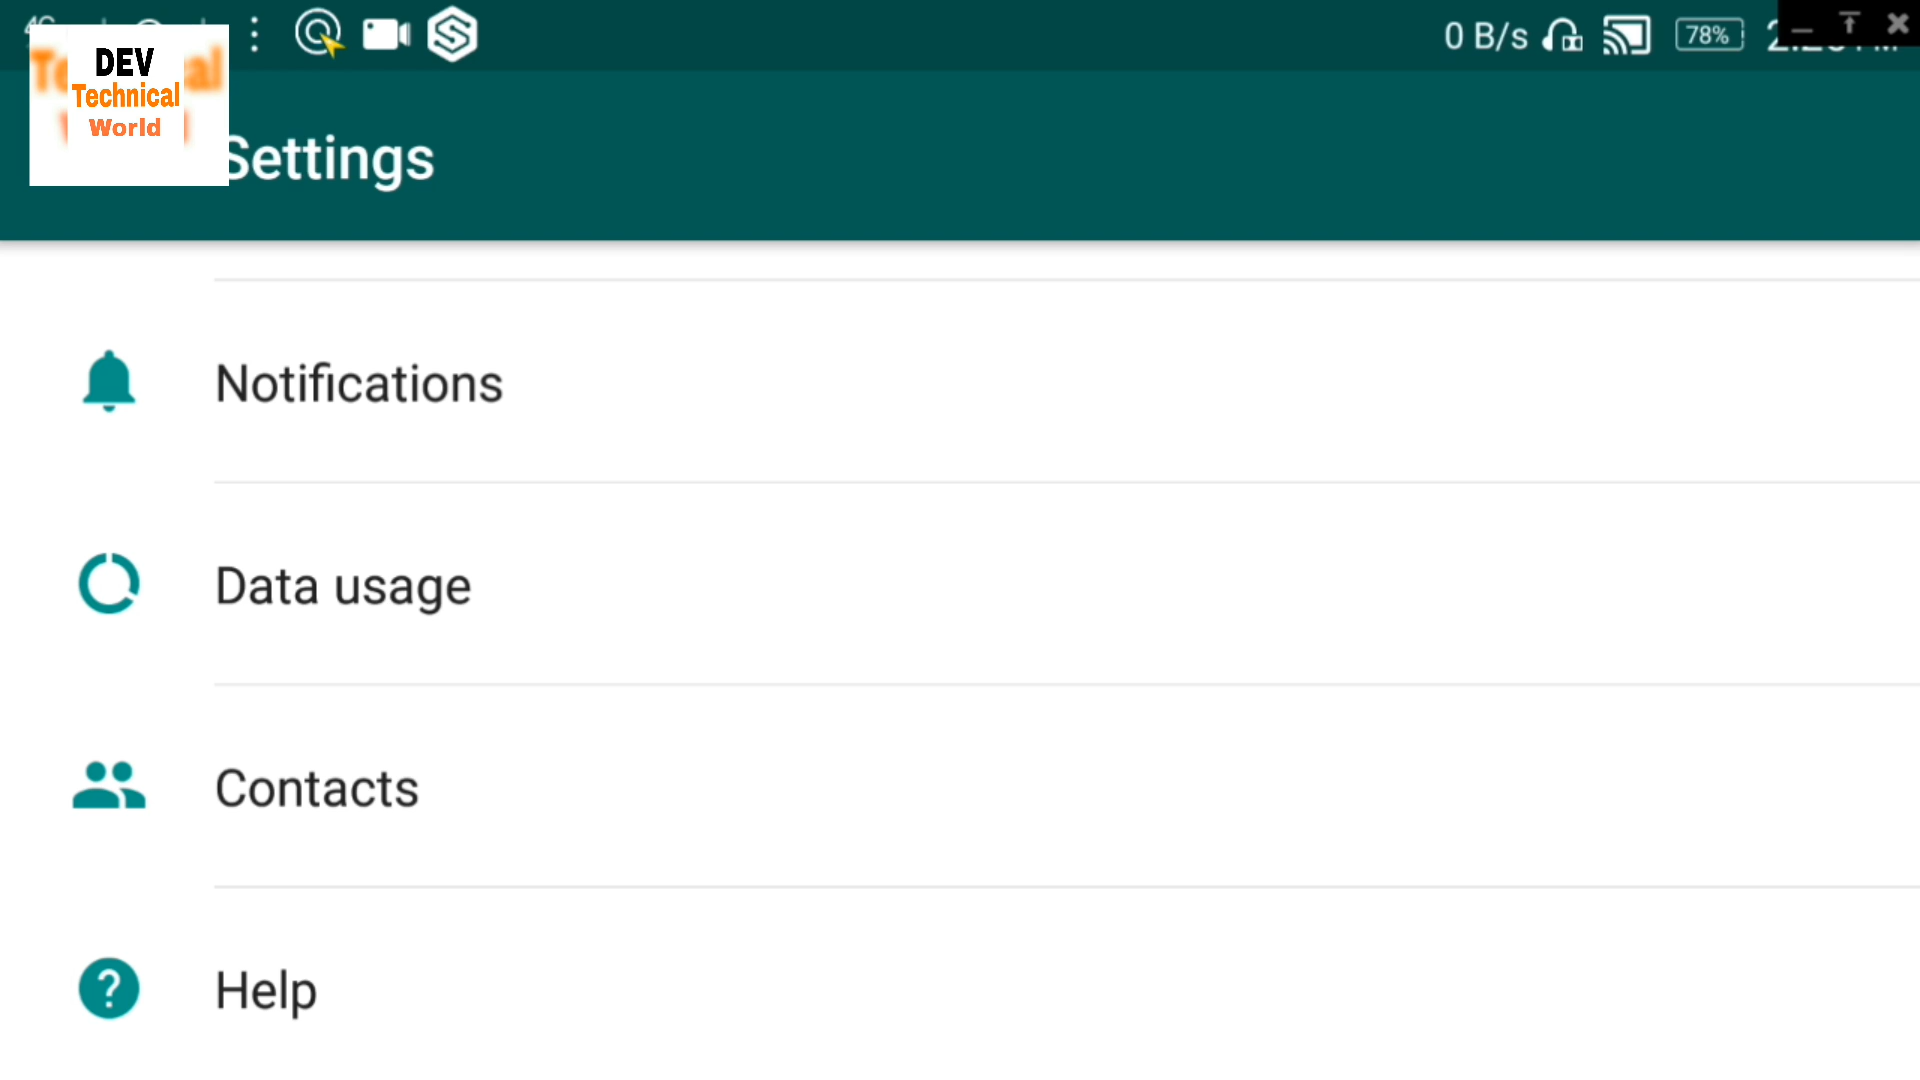 0 B/s 78%
DEV
Technical
World
Settings
Notifications
Data usage
Contacts
Help